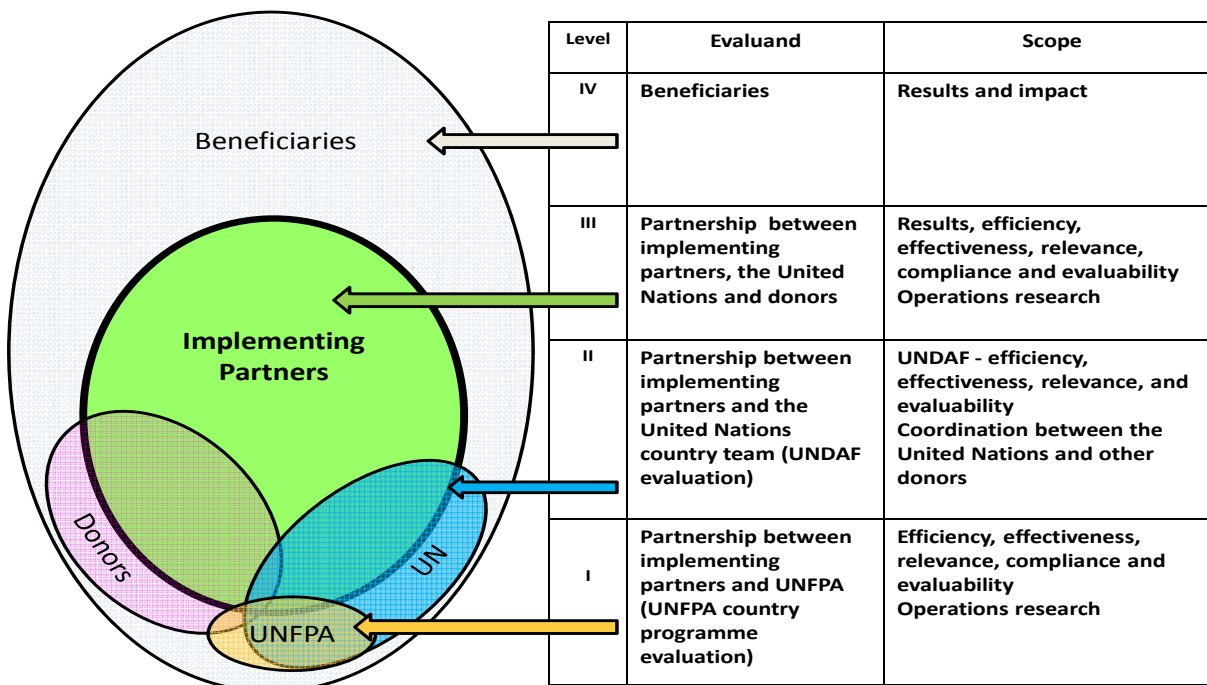 Beneficiaries
Implementing
Partners
Donors
UN
UNFPA
Level
Evaluand
Scope
IV
Beneficiaries
Results and impact
III
Partnership between
implementing
partners, the United
Nations and donors
Results, efficiency,
effectiveness, relevance,
compliance and evaluability
Operations research
II
Partnership between
implementing
partners and the
United Nations
country team (UNDAF
evaluation)
UNDAF - efficiency,
effectiveness, relevance, and
evaluability
Coordination between the
United Nations and other
donors
I
Partnership between
implementing
partners and UNFPA
(UNFPA country
programme
evaluation)
Efficiency, effectiveness,
relevance, compliance and
evaluability
Operations research